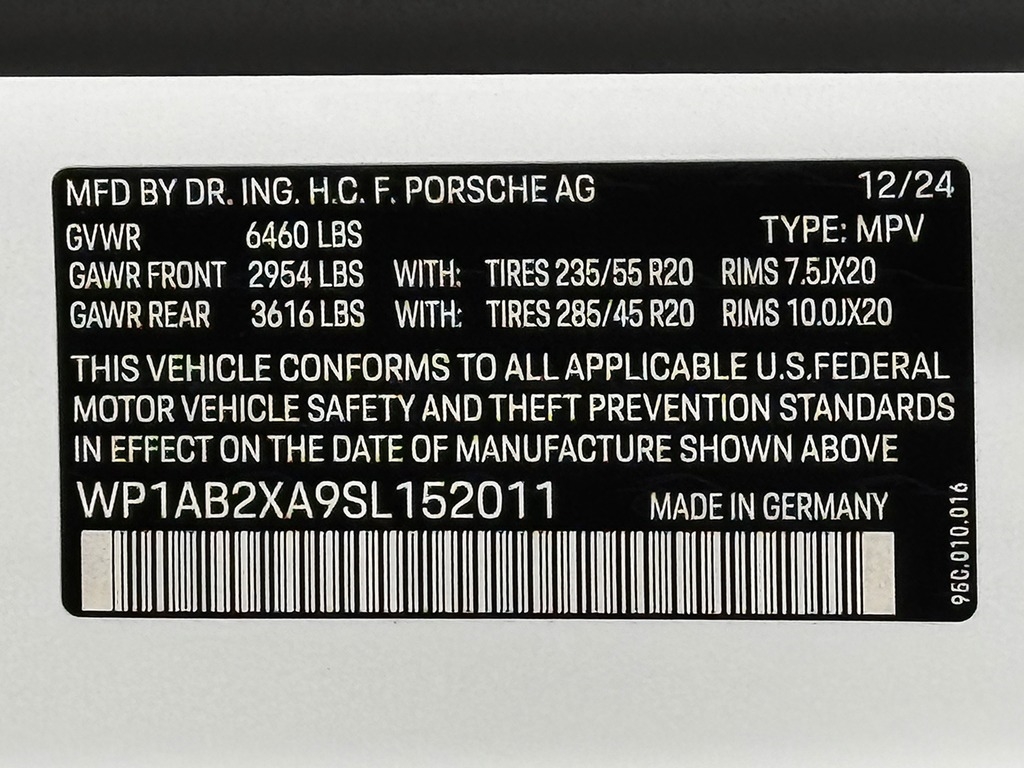 MFD BY DR. ING. H.C. F. PORSCHE AG 12/24
GVWR 6460 LBS TYPE: MPV
GAWR FRONT 2954 LBS WITH: TIRES 235/55 R20 RIMS 7.5JX20
GAWR REAR 3616 LBS WITH: TIRES 285/45 R20 RIMS 10.0JX20
THIS VEHICLE CONFORMS TO ALL APPLICABLE U.S.FEDERAL
MOTOR VEHICLE SAFETY AND THEFT PREVENTION STANDARDS
IN EFFECT ON THE DATE OF MANUFACTURE SHOWN ABOVE
WP1AB2XA9SL152011 MADE IN GERMANY
95C.010.016